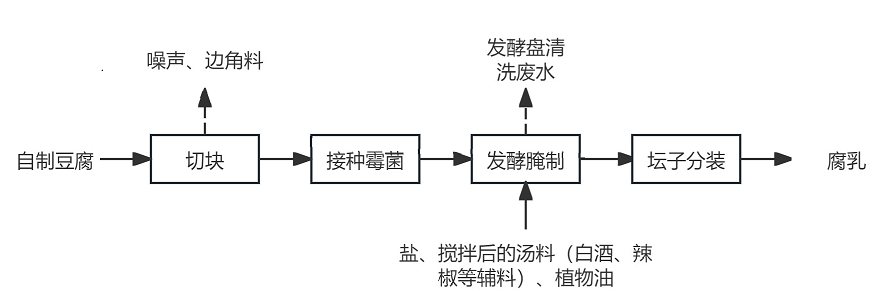 噪声、边角料
发酵盘清
洗废水
自制豆腐
切块
接种霉菌
发酵腌制
坛子分装
腐乳
盐、搅拌后的汤料（白酒、辣
椒等辅料）、植物油